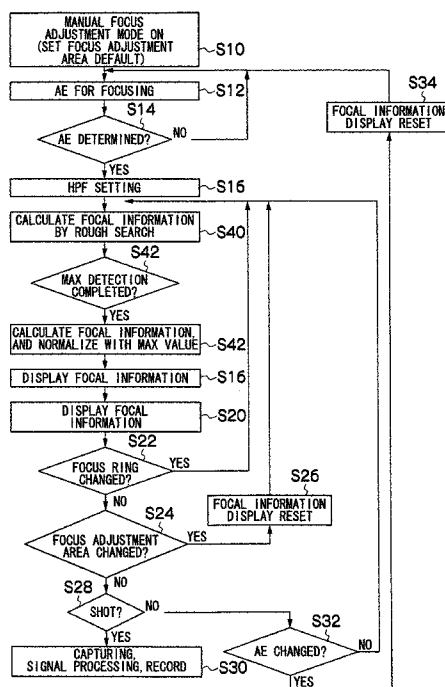 MANUAL FOCUS
ADJUSTMENT MODE ON
(SET FOCUS ADJUSTMENT
AREA DEFAULT)
S10
AE FOR FOCUSING
S12
S14
AE DETERMINED?
NO
YES
S34
FOCAL INFORMATION
DISPLAY RESET
HPF SETTING
S16
CALCULATE FOCAL INFORMATION
BY ROUGH SEARCH
S40
S42
MAX DETECTION
COMPLETED?
YES
CALCULATE FOCAL INFORMATION,
AND NORMALIZE WITH MAX VALUE
S42
DISPLAY FOCAL INFORMATION
S16
DISPLAY FOCAL
INFORMATION
S20
S22
FOCUS RING
CHANGED?
YES
NO
S26
FOCAL INFORMATION
DISPLAY RESET
S24
FOCUS ADJUSTMENT
AREA CHANGED?
YES
NO
S28
SHOT?
NO
YES
S32
AE CHANGED?
NO
YES
CAPTURING,
SIGNAL PROCESSING, RECORD
S30